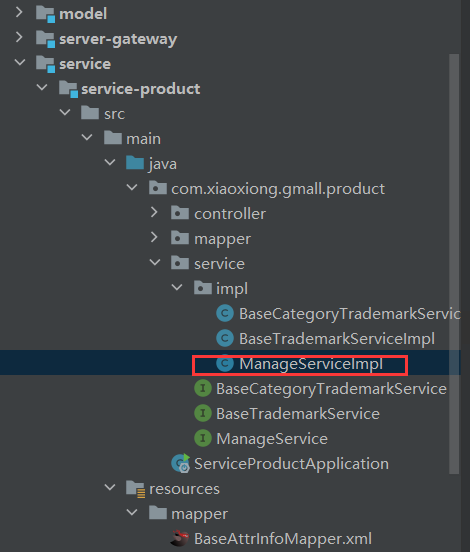 model
server-gateway
service
service-product
src
main
java
com.xiaoxiong.gmall.product
controller
mapper
service
impl
BaseCategoryTrademarkServic
BaseTrademarkServiceImpl
ManageServiceImpl
BaseCategoryTrademarkService
BaseTrademarkService
ManageService
ServiceProductApplication
resources
mapper
BaseAttrInfoMapper.xml